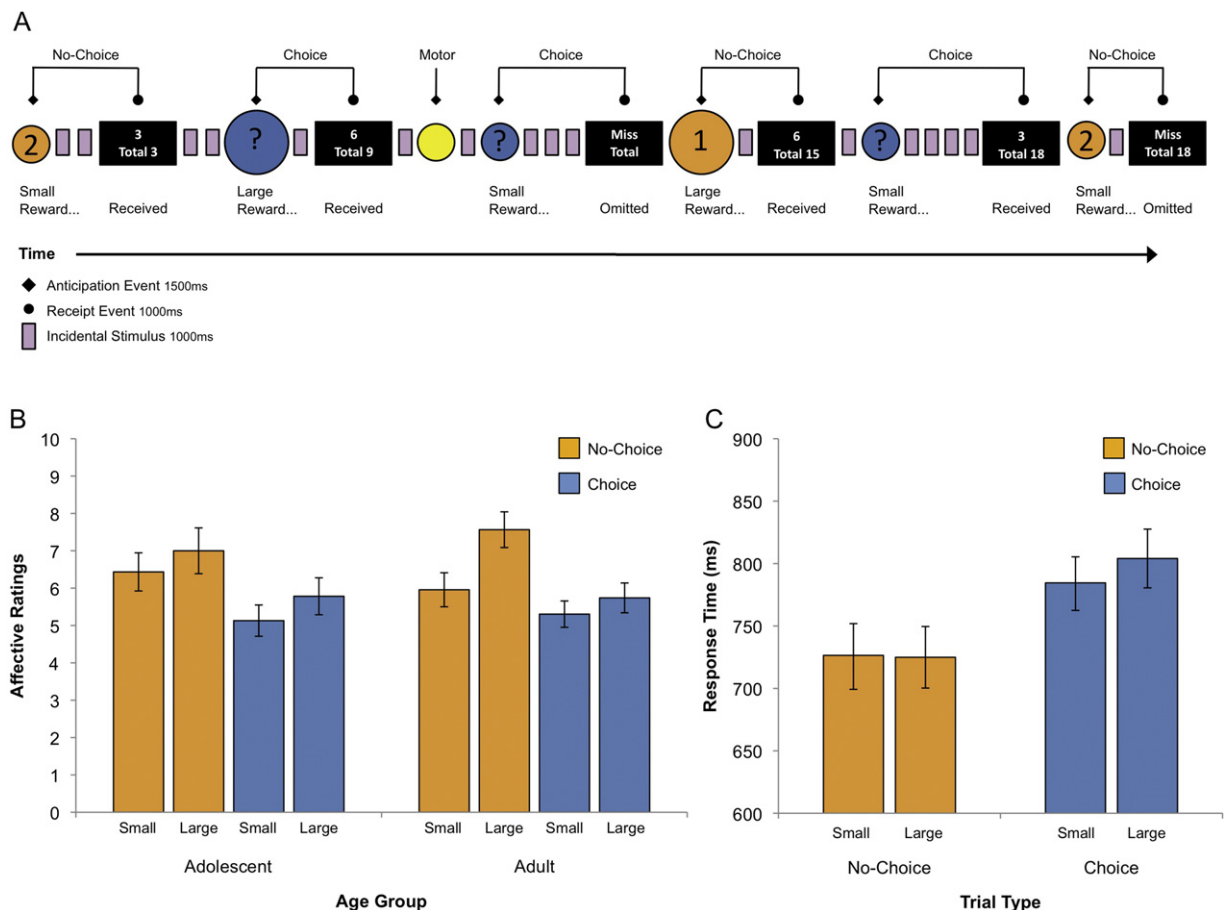 A
No-Choice Choice Motor Choice No-Choice Choice No-Choice
2 3 Total 3 ? 6 Total 9 ? Miss Total 1 6 Total 15 ? 3 Total 18 2 Miss Total 18
Small Reward... Received Large Reward... Received Small Reward... Omitted Large Reward... Received Small Reward... Received Small Reward... Omitted
Time
Anticipation Event 1500ms
Receipt Event 1000ms
Incidental Stimulus 1000ms
B
Affective Ratings
10
9
8
7
6
5
4
3
2
1
0
No-Choice
Choice
Small Large Small Large Small Large Small Large
Adolescent Adult
Age Group
C
Response Time (ms)
900
850
800
750
700
650
600
No-Choice
Choice
Small Large Small Large
No-Choice Choice
Trial Type